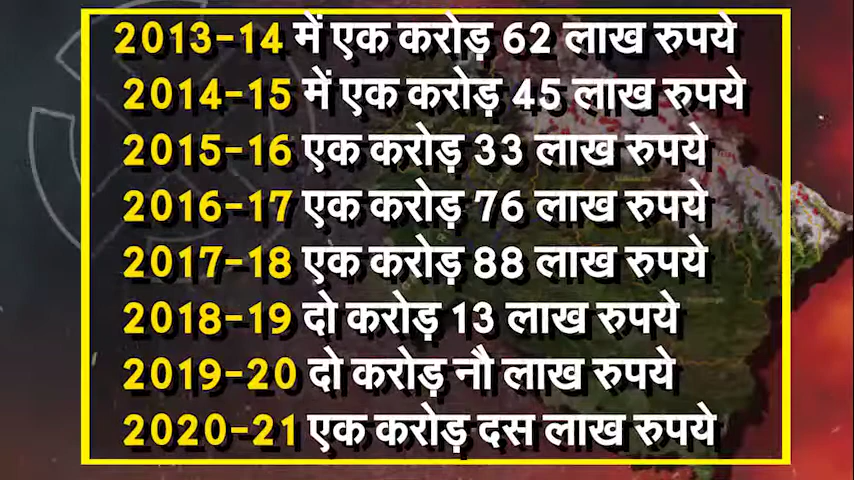 2013-14 में एक करोड़ 62 लाख रुपये
2014-15 में एक करोड़ 45 लाख रुपये
2015-16 एक करोड़ 33 लाख रुपये
2016-17 एक करोड़ 76 लाख रुपये
2017-18 एक करोड़ 88 लाख रुपये
2018-19 दो करोड़ 13 लाख रुपये
2019-20 दो करोड़ नौ लाख रुपये
2020-21 एक करोड़ दस लाख रुपये